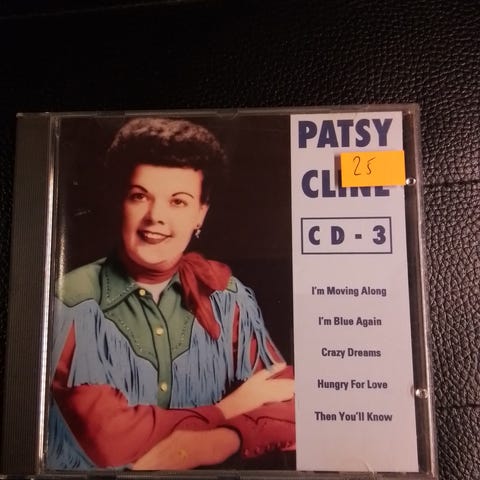 PATSY
25
CLINE
CD-3
I'm Moving Along
I'm Blue Again
Crazy Dreams
Hungry For Love
Then You'll Know